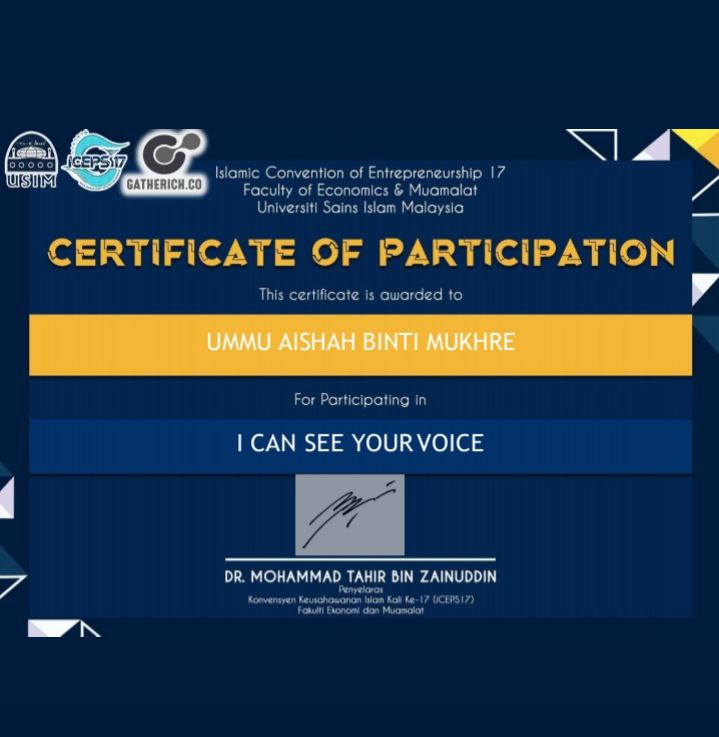 USIM
iCEPS17
GATHERICH.CO
Islamic Convention of Entrepreneurship 17
Faculty of Economics & Muamalat
Universiti Sains Islam Malaysia
CERTIFICATE OF PARTICIPATION
This certificate is awarded to
UMMU AISHAH BINTI MUKHRE
For Participating in
I CAN SEE YOUR VOICE
DR. MOHAMMAD TAHIR BIN ZAINUDDIN
Penyelaras
Konvensyen Keusahawanan Islam Kali Ke-17 (iCEPS17)
Fakulti Ekonomi dan Muamalat